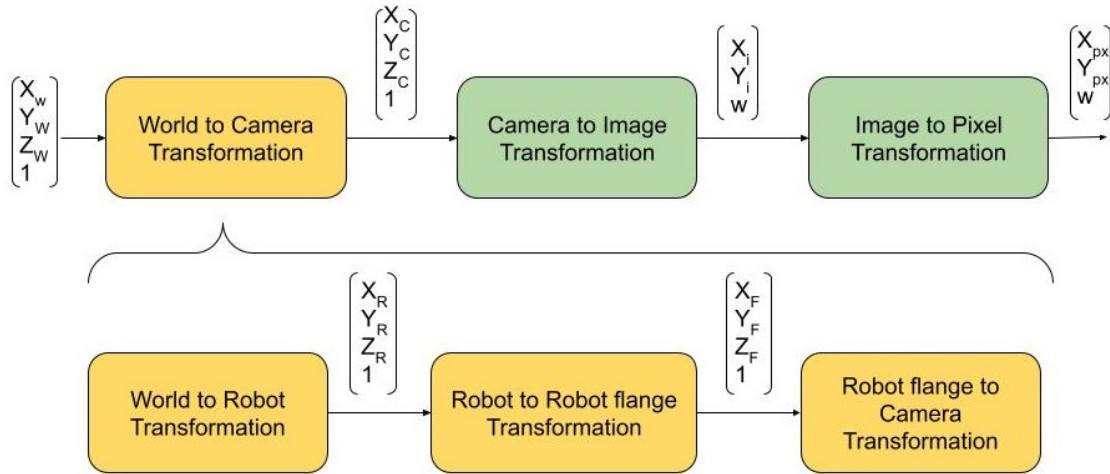 X_w
Y_W
Z_W
1
World to Camera
Transformation
X_C
Y_C
Z_C
1
Camera to Image
Transformation
X_i
Y_i
w
Image to Pixel
Transformation
X_px
Y_px
w
World to Robot
Transformation
X_R
Y_R
Z_R
1
Robot to Robot flange
Transformation
X_F
Y_F
Z_F
1
Robot flange to
Camera
Transformation